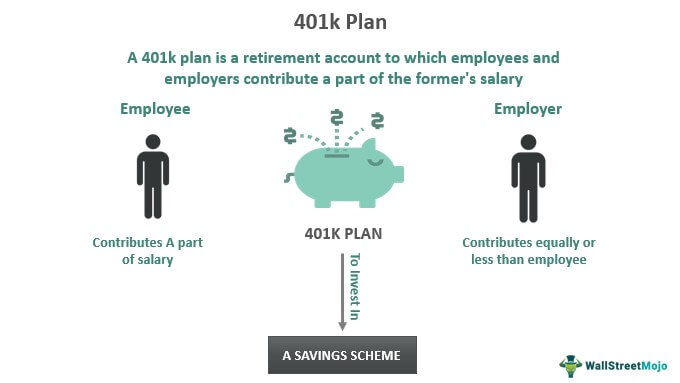 401k Plan
A 401k plan is a retirement account to which employees and
employers contribute a part of the former's salary
Employee
Employer
Contributes A part
of salary
401K PLAN
Contributes equally or
less than employee
To Invest In
A SAVINGS SCHEME
WallStreetMojo